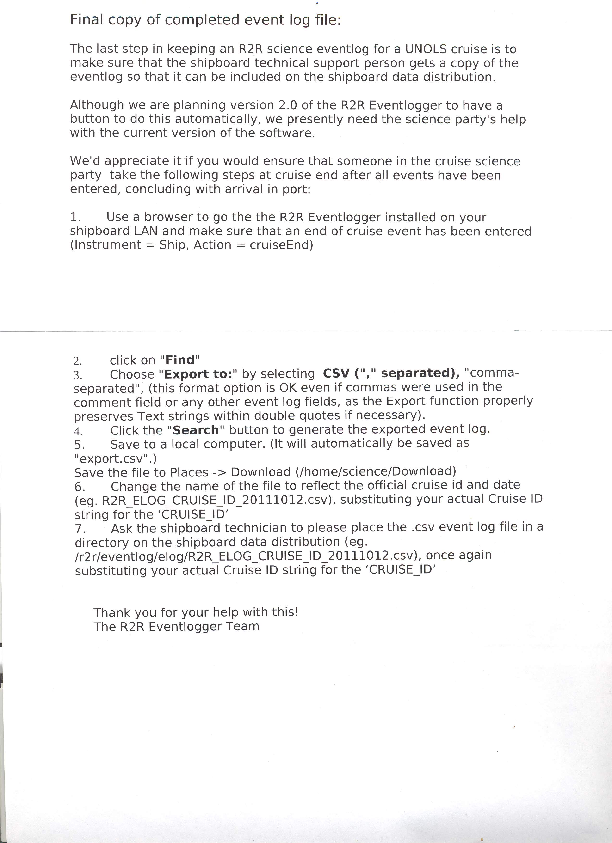 Final copy of completed event log file:
The last step in keeping an R2R science eventlog for a UNOLS cruise is to
make sure that the shipboard technical support person gets a copy of the
eventlog so that it can be included on the shipboard data distribution.
Although we are planning version 2.0 of the R2R Eventlogger to have a
button to do this automatically, we presently need the science party's help
with the current version of the software.
We'd appreciate it if you would ensure that someone in the cruise science
party take the following steps at cruise end after all events have been
entered, concluding with arrival in port:
1. Use a browser to go the the R2R Eventlogger installed on your
shipboard LAN and make sure that an end of cruise event has been entered
(Instrument = Ship, Action = cruiseEnd)
2. click on "Find"
3. Choose "Export to:" by selecting CSV ("," separated), "comma-
separated", (this format option is OK even if commas were used in the
comment field or any other event log fields, as the Export function properly
preserves Text strings within double quotes if necessary).
4. Click the "Search" button to generate the exported event log.
5. Save to a local computer. (It will automatically be saved as
"export.csv".)
Save the file to Places -> Download (/home/science/Download)
6. Change the name of the file to reflect the official cruise id and date
(eg. R2R_ELOG_CRUISE_ID_20111012.csv), substituting your actual Cruise ID
string for the ‘CRUISE_ID’
7. Ask the shipboard technician to please place the .csv event log file in a
directory on the shipboard data distribution (eg.
/r2r/eventlog/elog/R2R_ELOG_CRUISE_ID_20111012.csv), once again
substituting your actual Cruise ID string for the ‘CRUISE_ID’
Thank you for your help with this!
The R2R Eventlogger Team